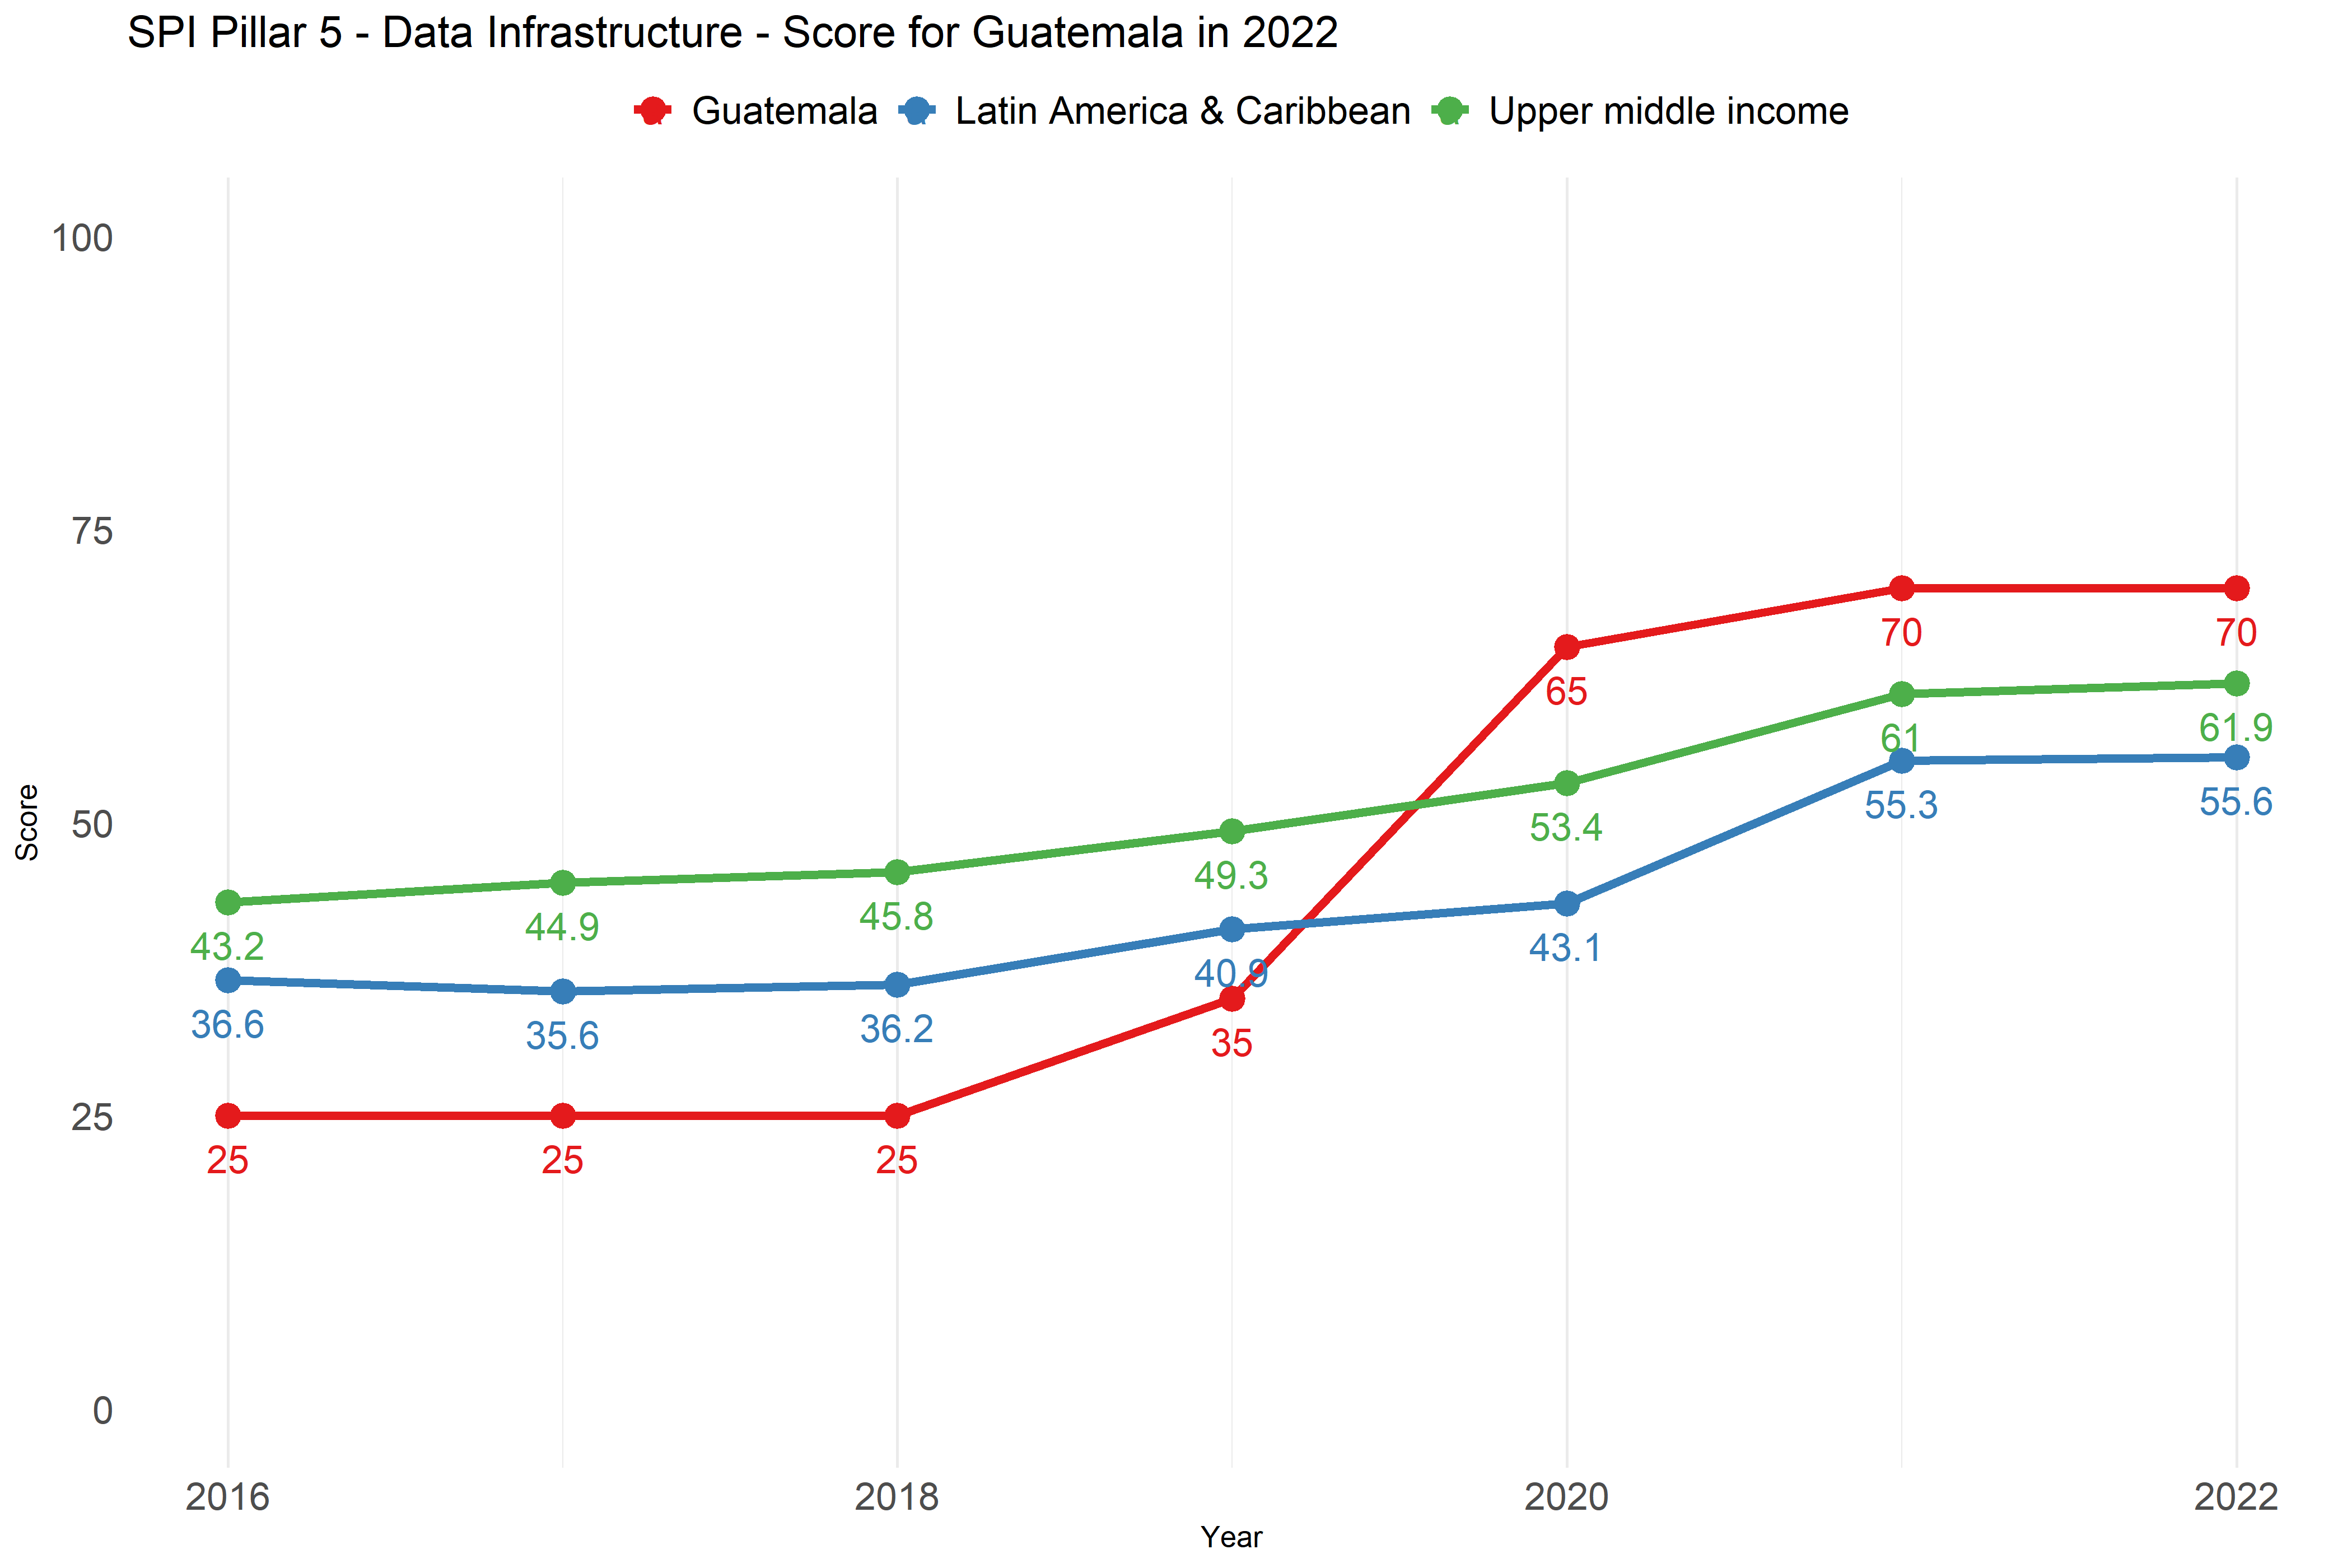 SPI Pillar 5 - Data Infrastructure - Score for Guatemala in 2022
Guatemala Latin America & Caribbean Upper middle income
100
75
50
25
0
Score
43.2 44.9 45.8 49.3 53.4 61 61.9
36.6 35.6 36.2 40.9 43.1 55.3 55.6
25 25 25 35 65 70 70
2016 2018 2020 2022
Year